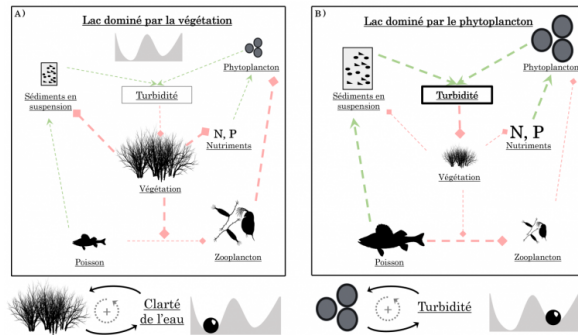 A)
Lac dominé par la végétation
Phytoplancton
Sédiments en
suspension
Turbidité
N, P
Nutriments
Végétation
Poisson
Zooplancton
Clarté
de l'eau
+
B)
Lac dominé par le phytoplancton
Phytoplancton
Sédiments en
suspension
Turbidité
N, P
Nutriments
Végétation
Poisson
Zooplancton
Turbidité
+